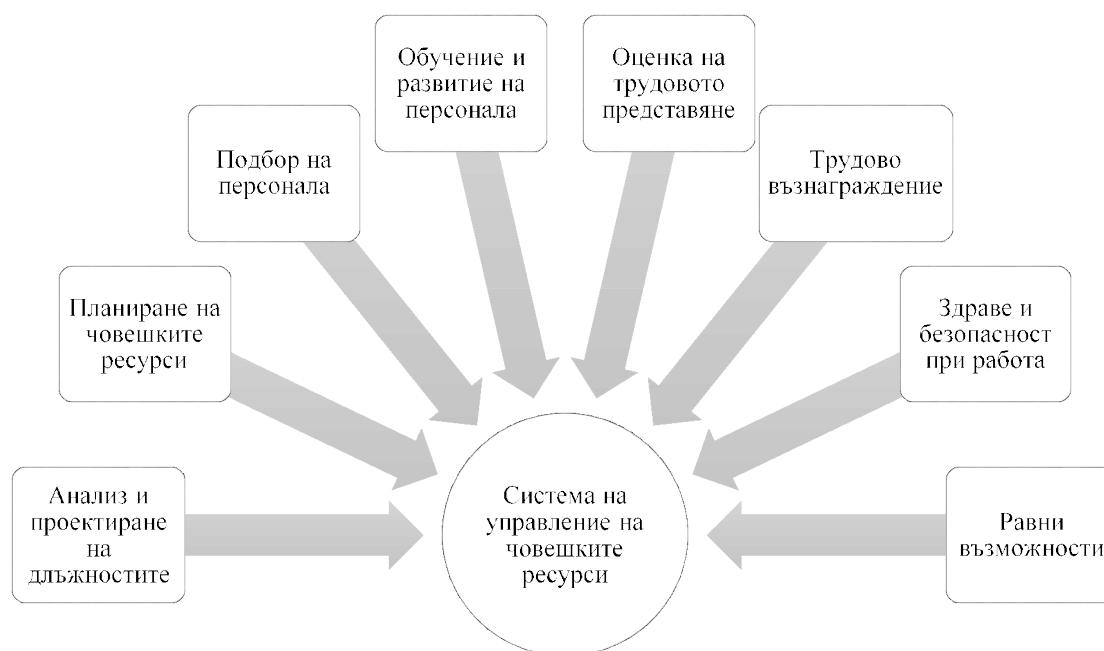 Обучение и
развитие на
персонала
Оценка на
трудовото
представяне
Подбор на
персонала
Трудово
възнаграждение
Планиране на
човешките
ресурси
Здраве и
безопасност
при работа
Анализ и
проектиране
на
длъжностите
Система на
управление на
човешките
ресурси
Равни
възможности